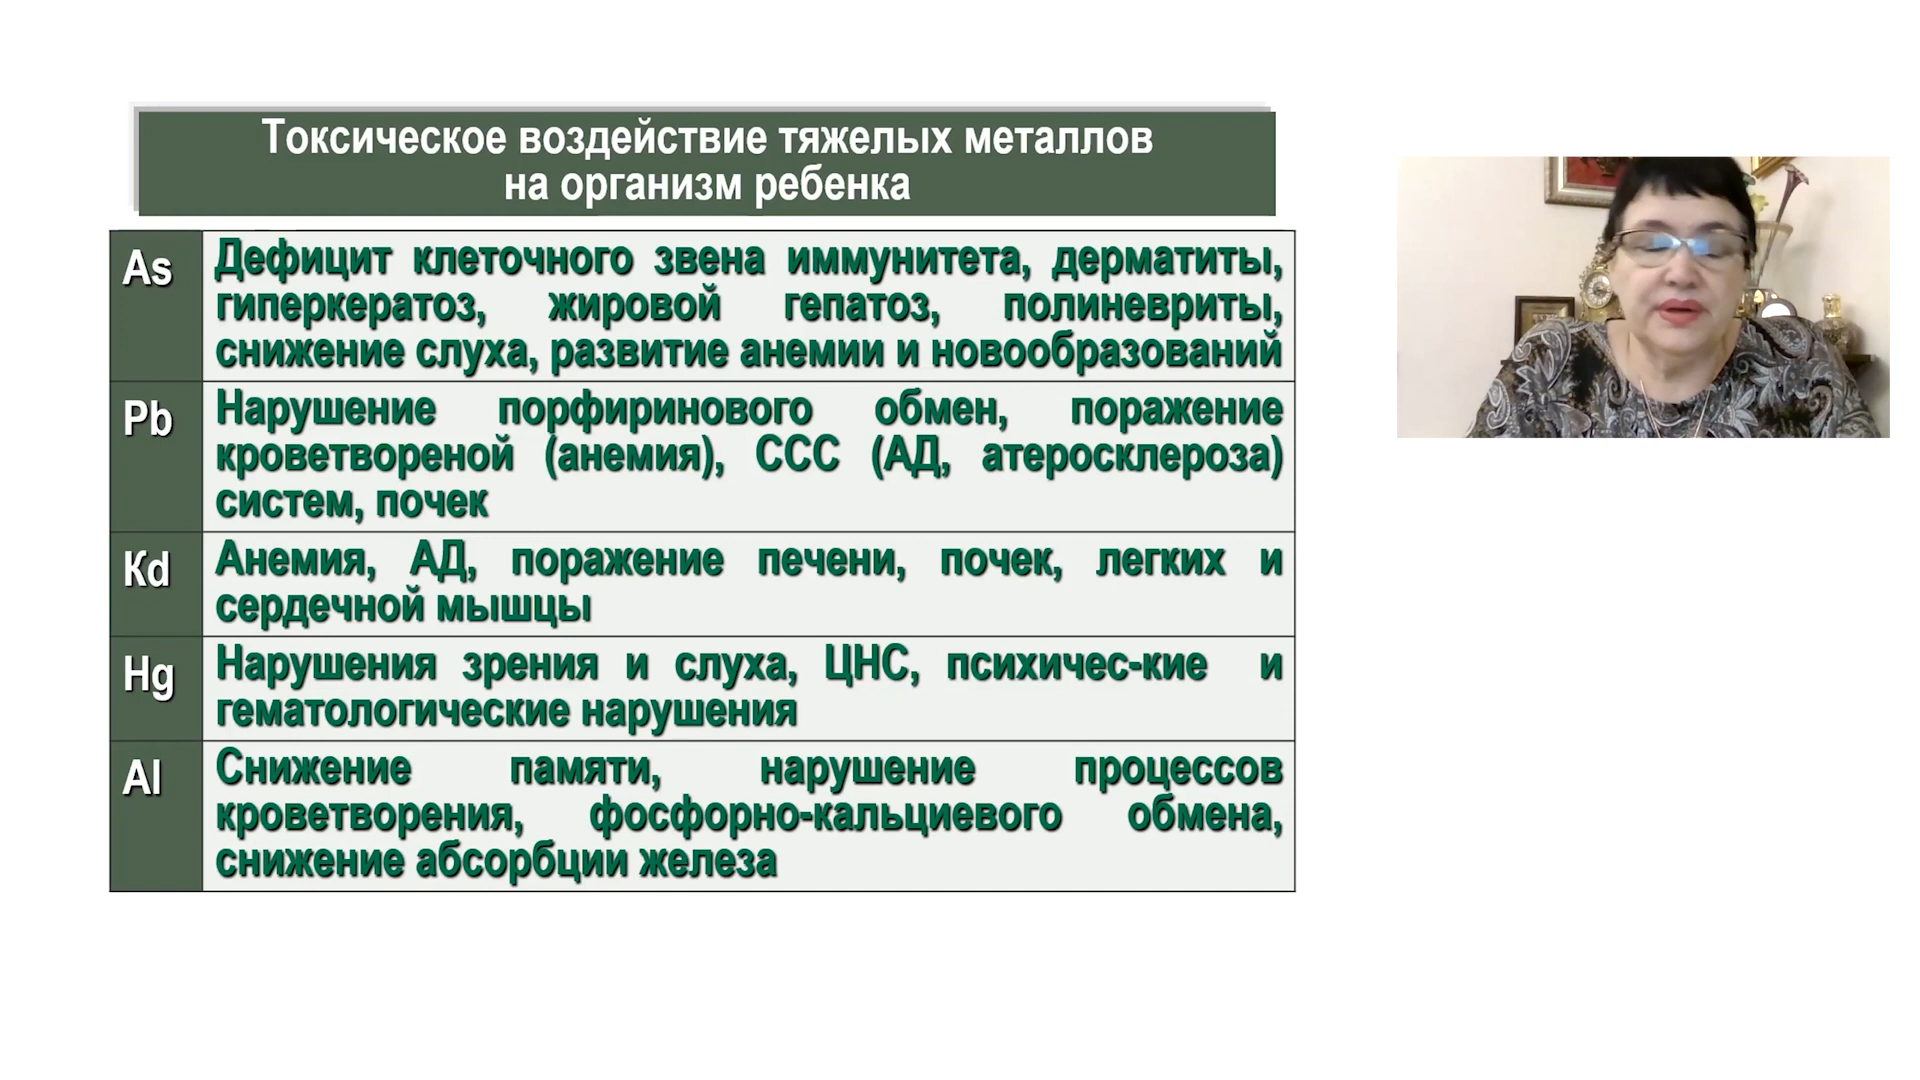 Токсическое воздействие тяжелых металлов
на организм ребенка
As
Дефицит клеточного звена иммунитета, дерматиты,
гиперкератоз, жировой гепатоз, полиневриты,
снижение слуха, развитие анемии и новообразований
Pb
Нарушение порфиринового обмен, поражение
кроветвореной (анемия), ССС (АД, атеросклероза)
систем, почек
Kd
Анемия, АД, поражение печени, почек, легких и
сердечной мышцы
Hg
Нарушения зрения и слуха, ЦНС, психичес-кие и
гематологические нарушения
Al
Снижение памяти, нарушение процессов
кроветворения, фосфорно-кальциевого обмена,
снижение абсорбции железа